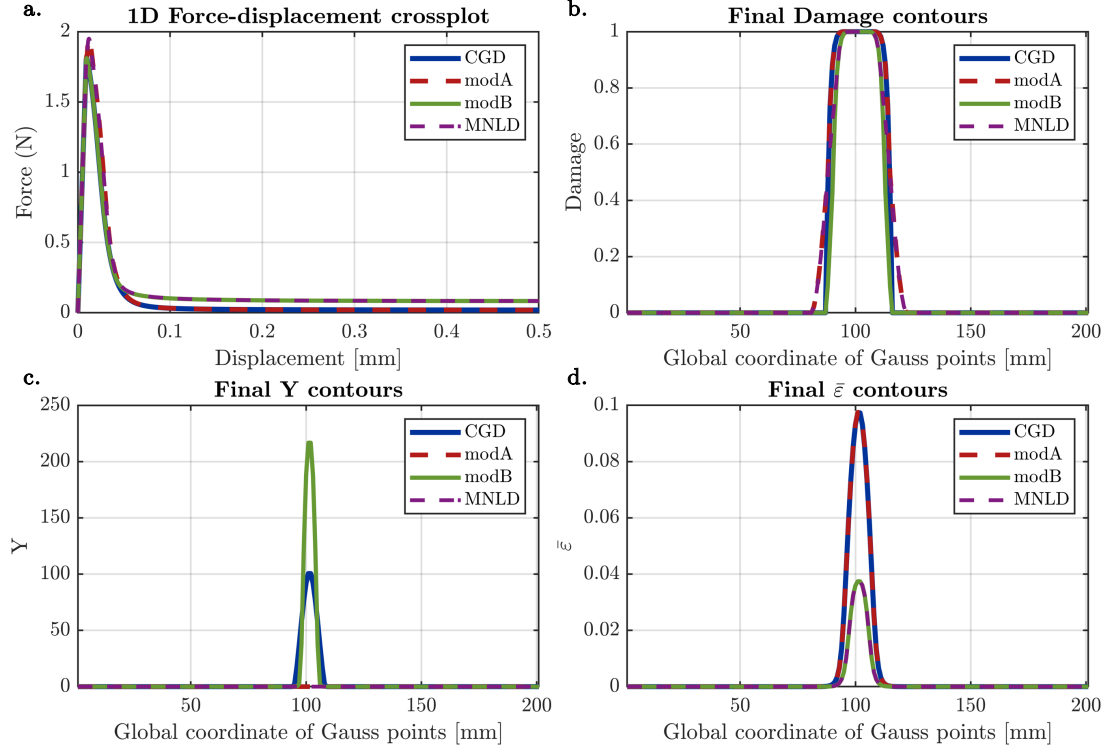 a.
1D Force-displacement crossplot
Force (N)
2
1.5
1
0.5
0
0
0.1
0.2
0.3
0.4
0.5
Displacement [mm]
CGD
modA
modB
MNLD
b.
Final Damage contours
Damage
1
0.8
0.6
0.4
0.2
0
50
100
150
200
Global coordinate of Gauss points [mm]
CGD
modA
modB
MNLD
c.
Final Y contours
Y
250
200
150
100
50
0
50
100
150
200
Global coordinate of Gauss points [mm]
CGD
modA
modB
MNLD
d.
Final ε̄ contours
ε̄
0.1
0.08
0.06
0.04
0.02
0
50
100
150
200
Global coordinate of Gauss points [mm]
CGD
modA
modB
MNLD